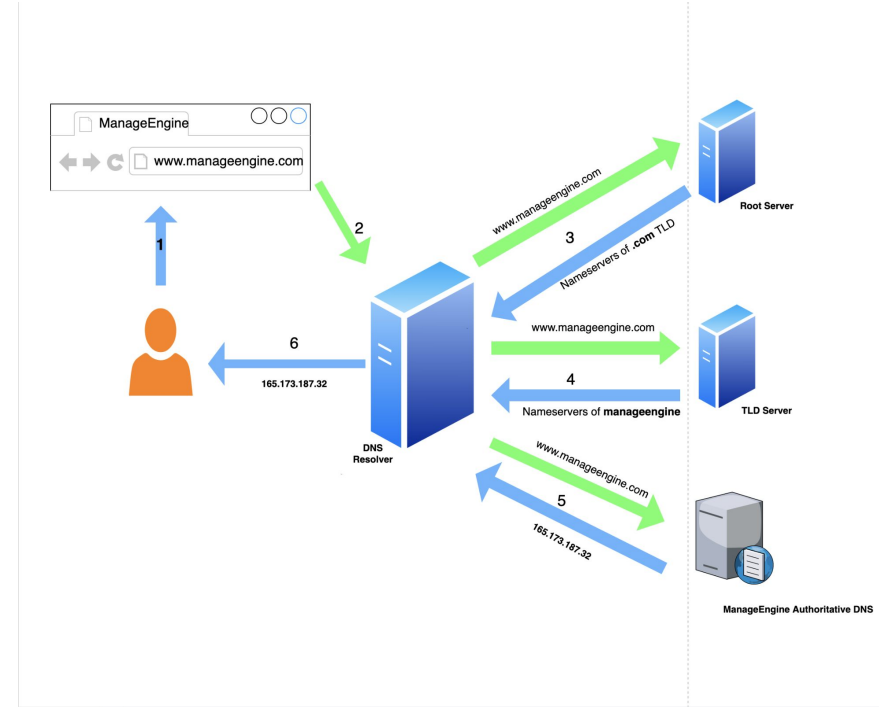 ManageEngine
www.manageengine.com
1
2
www.manageengine.com
3
Nameservers of .com TLD
Root Server
www.manageengine.com
4
Nameservers of manageengine
TLD Server
6
165.173.187.32
DNS
Resolver
www.manageengine.com
5
165.173.187.32
ManageEngine Authoritative DNS